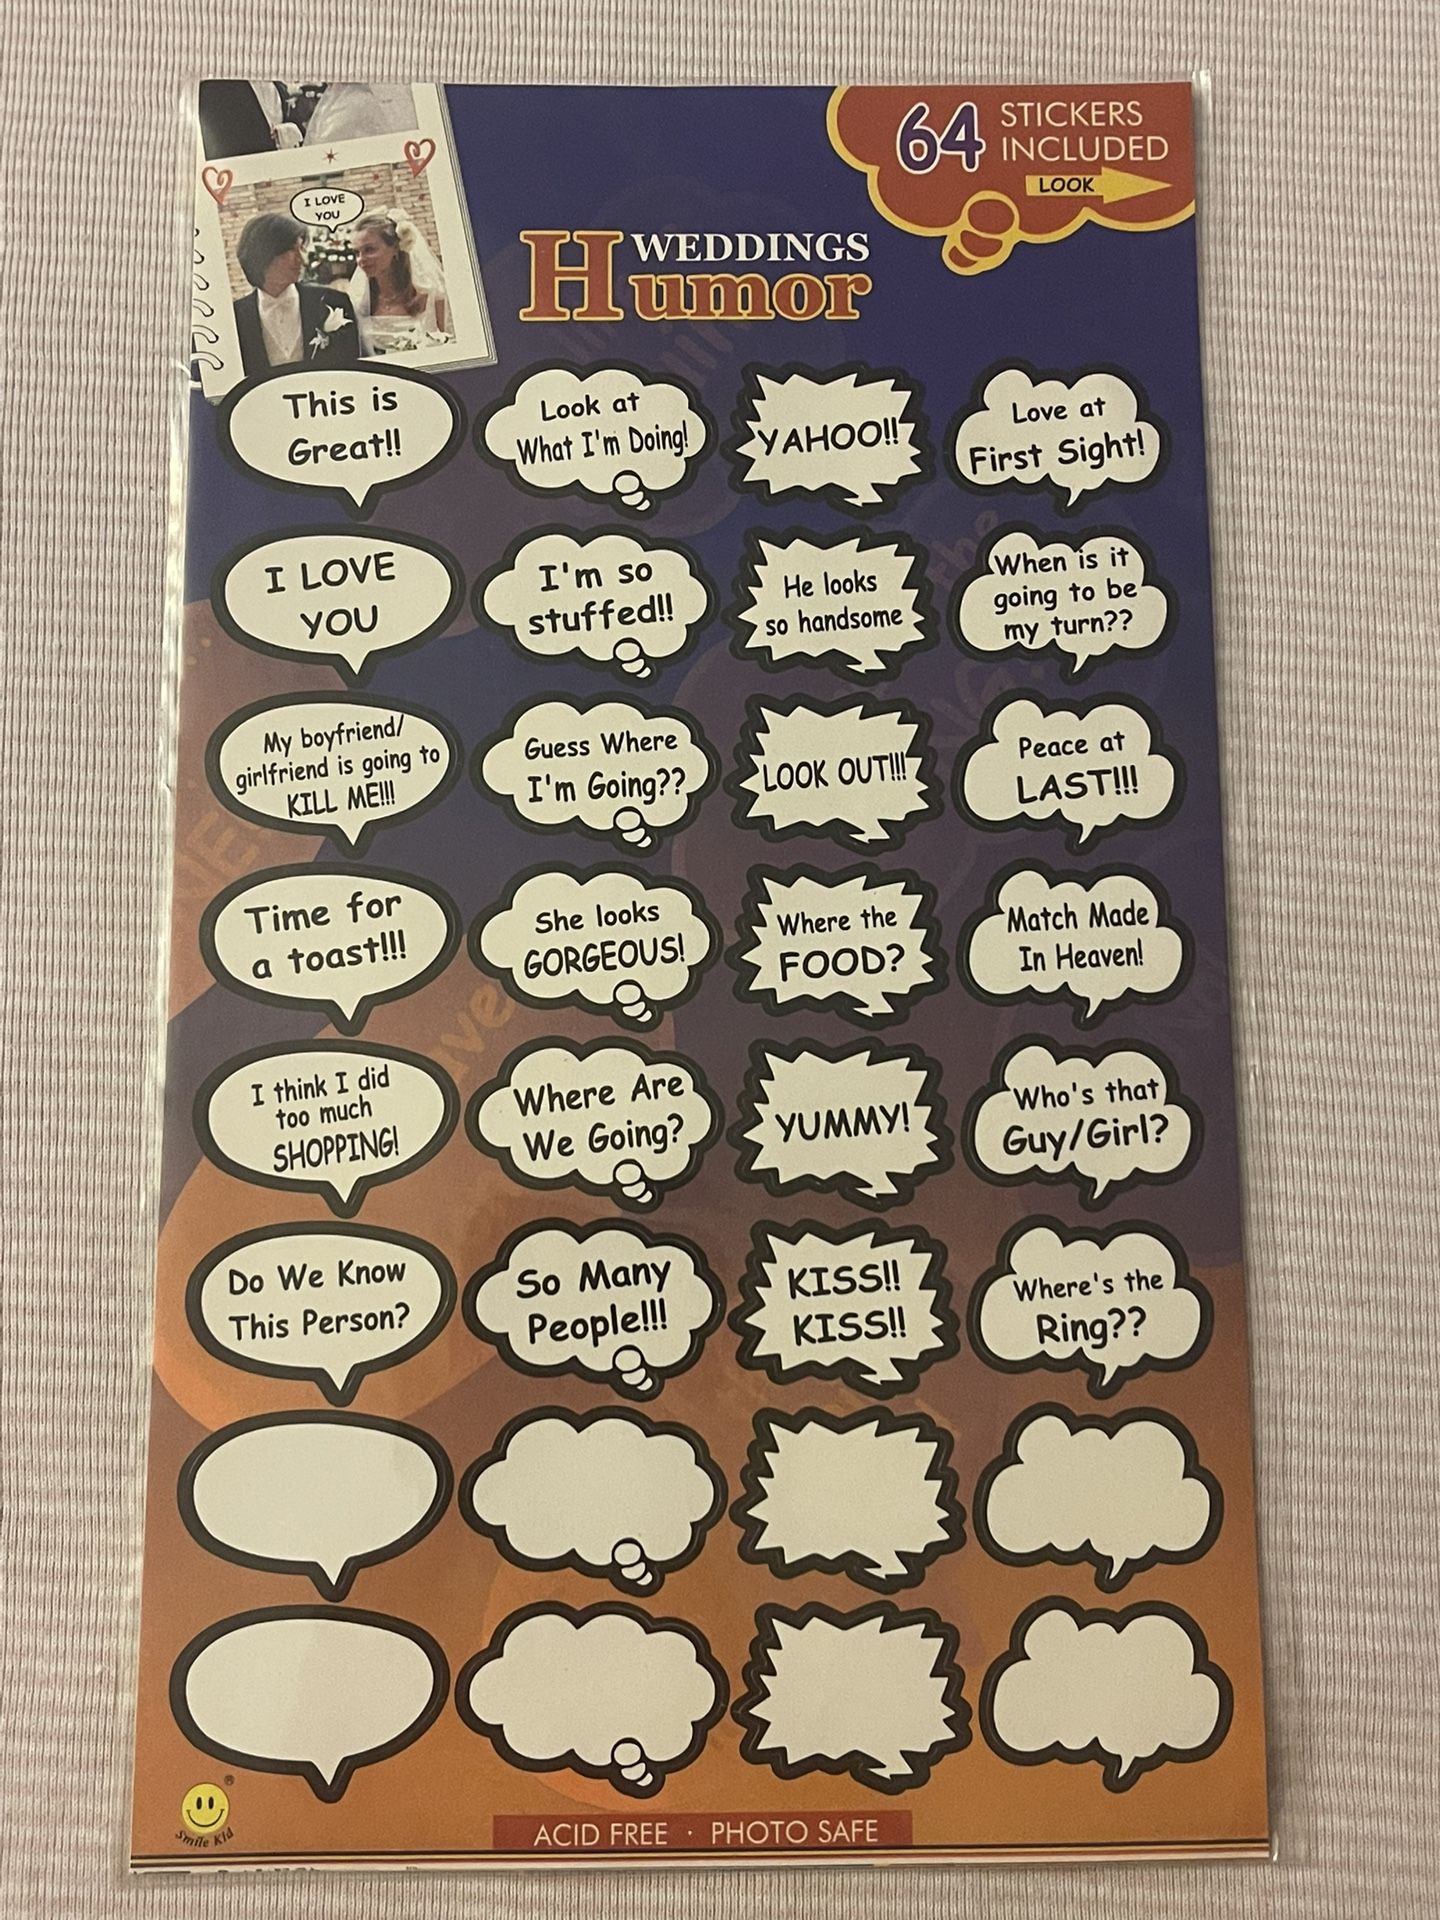 64 STICKERS
INCLUDED
LOOK
I LOVE
YOU
WEDDINGS
Humor
This is
Great!!
Look at
What I'm Doing!
YAHOO!!
Love at
First Sight!
I LOVE
YOU
I'm so
stuffed!!
He looks
so handsome
When is it
going to be
my turn??
My boyfriend/
girlfriend is going to
KILL ME!!!
Guess Where
I'm Going??
LOOK OUT!!!
Peace at
LAST!!!
Time for
a toast!!!
She looks
GORGEOUS!
Where the
FOOD?
Match Made
In Heaven!
I think I did
too much
SHOPPING!
Where Are
We Going?
YUMMY!
Who's that
Guy/Girl?
Do We Know
This Person?
So Many
People!!!
KISS!!
KISS!!
Where's the
Ring??
®
Smile Kid
ACID FREE · PHOTO SAFE